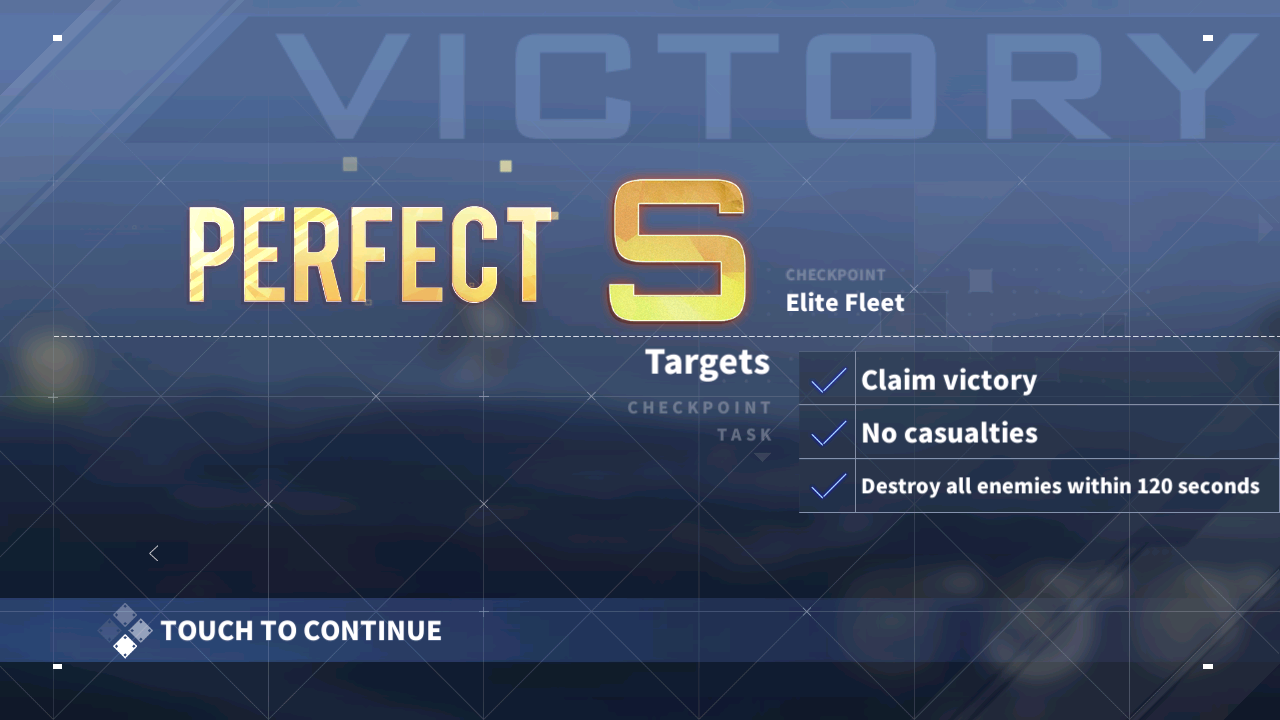 VICTORY
PERFECT S
CHECKPOINT
Elite Fleet
Targets
CHECKPOINT
TASK
Claim victory
No casualties
Destroy all enemies within 120 seconds
TOUCH TO CONTINUE